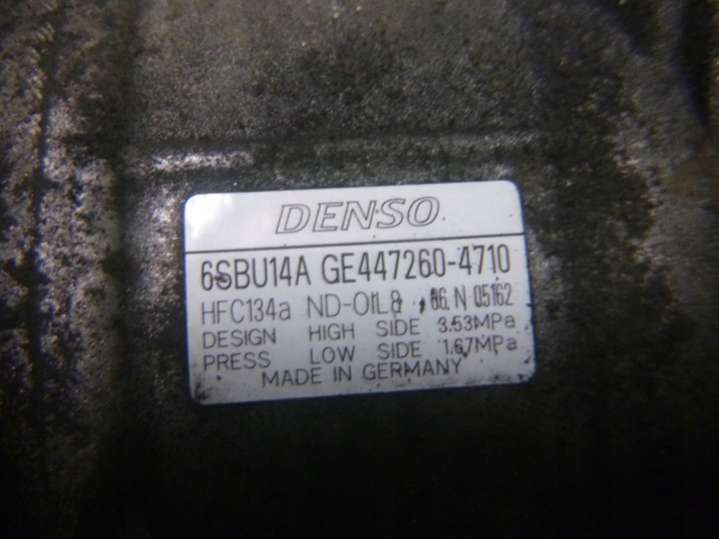 DENSO
6SBU14A GE447260-4710
HFC134a ND-OIL8 , 06.N 05162
DESIGN HIGH SIDE 3.53MPa
PRESS LOW SIDE 1.67MPa
MADE IN GERMANY